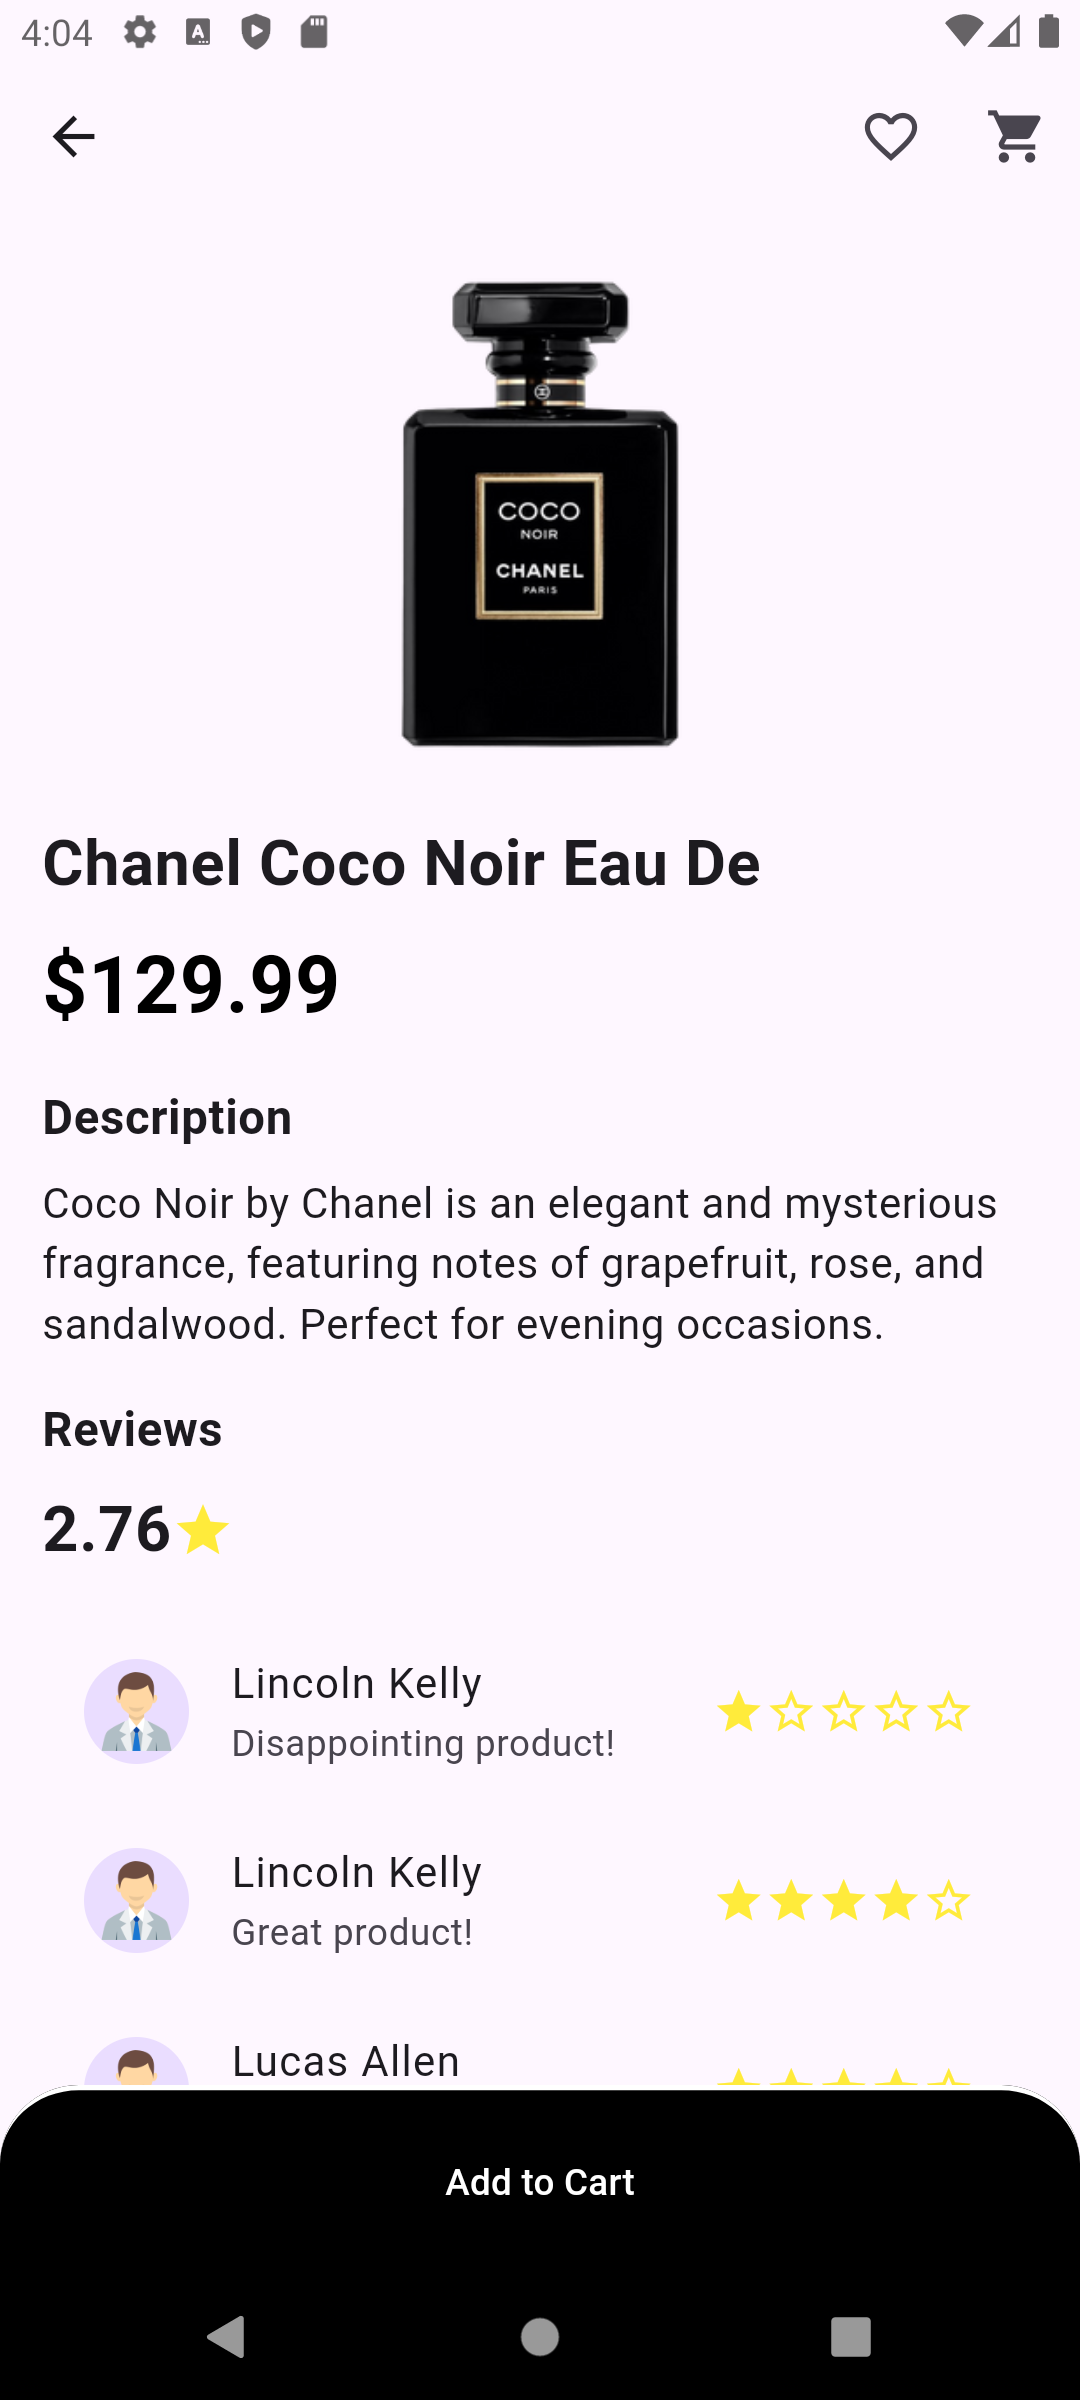 4:04
COCO
NOIR
CHANEL
PARIS
Chanel Coco Noir Eau De
$129.99
Description
Coco Noir by Chanel is an elegant and mysterious
fragrance, featuring notes of grapefruit, rose, and
sandalwood. Perfect for evening occasions.
Reviews
2.76
Lincoln Kelly
Disappointing product!
Lincoln Kelly
Great product!
Lucas Allen
Add to Cart